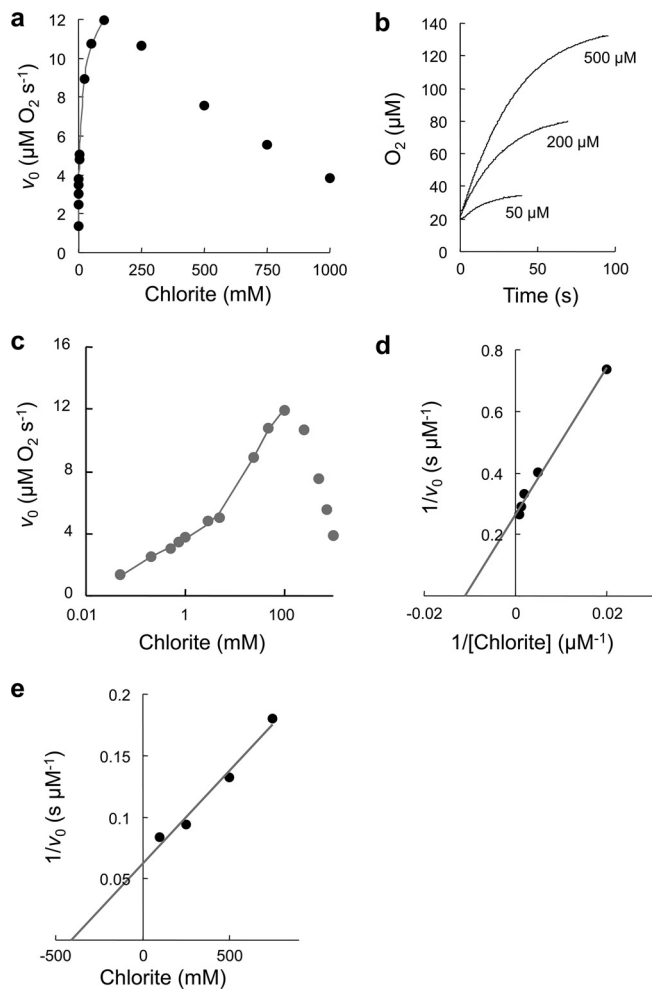 a
v₀ (µM O₂ s⁻¹)
12
10
8
6
4
2
0
0 250 500 750 1000
Chlorite (mM)
b
O₂ (µM)
140
120
100
80
60
40
20
0
500 µM
200 µM
50 µM
0 50 100
Time (s)
c
v₀ (µM O₂ s⁻¹)
16
12
8
4
0
0.01 1 100
Chlorite (mM)
d
1/v₀ (s µM⁻¹)
0.8
0.6
0.4
0.2
-0.02 0 0.02
1/[Chlorite] (µM⁻¹)
e
1/v₀ (s µM⁻¹)
0.2
0.15
0.1
0.05
-500 0 500
Chlorite (mM)